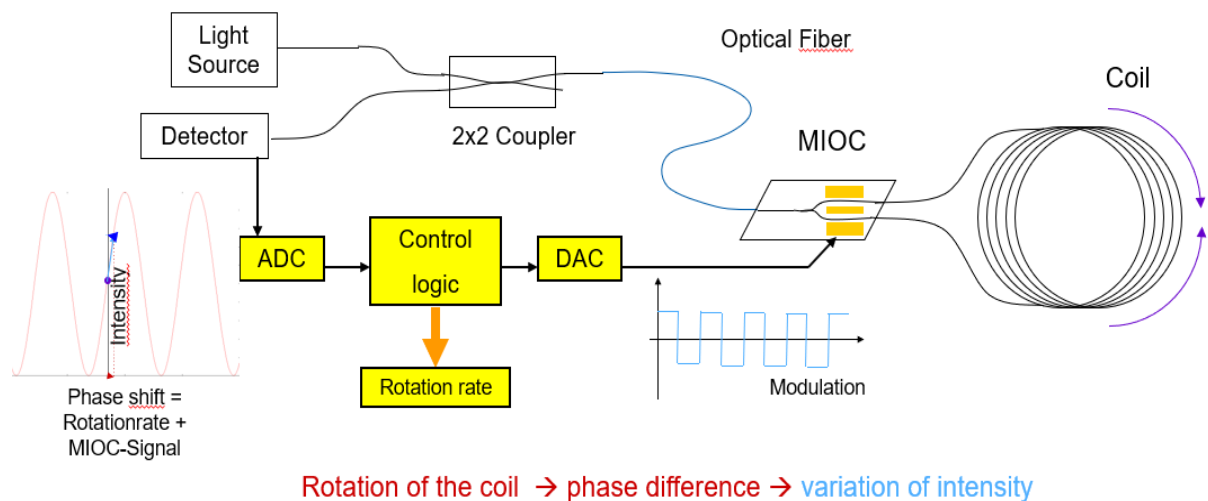 Light
Source
Optical Fiber
Coil
Detector
2x2 Coupler
MIOC
ADC
Control
logic
DAC
Intensity
Rotation rate
Modulation
Phase shift =
Rotationrate +
MIOC-Signal
Rotation of the coil → phase difference → variation of intensity